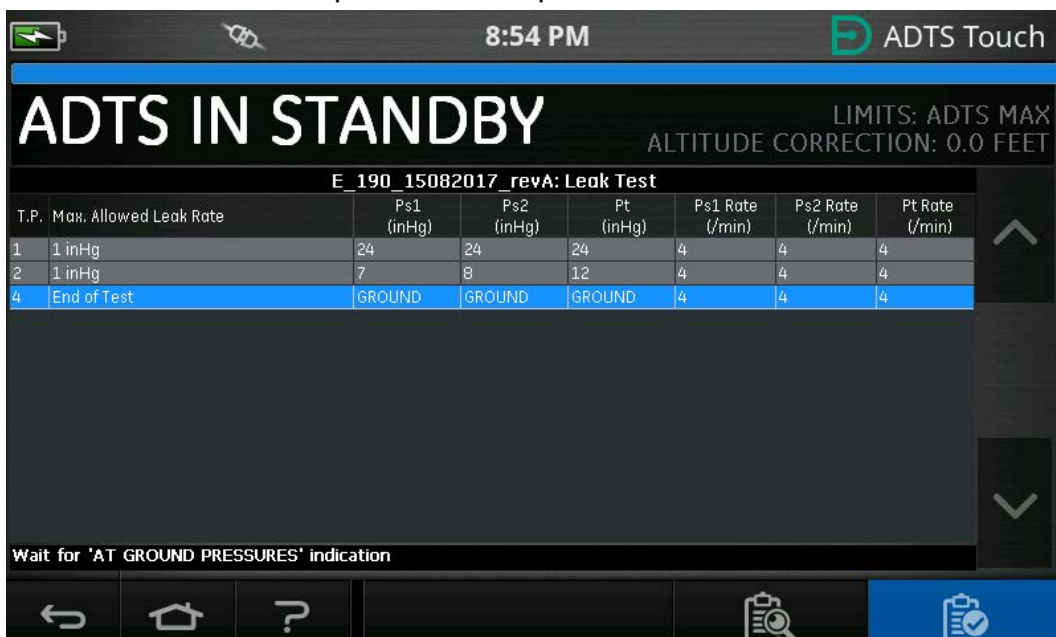 8:54 PM ADTS Touch
ADTS IN STANDBY
LIMITS: ADTS MAX
ALTITUDE CORRECTION: 0.0 FEET
E_190_15082017_revA: Leak Test
T.P. Max. Allowed Leak Rate Ps1 (inHg) Ps2 (inHg) Pt (inHg) Ps1 Rate (/min) Ps2 Rate (/min) Pt Rate (/min)
1 1 inHg 24 24 24 4 4 4
2 1 inHg 7 8 12 4 4 4
4 End of Test GROUND GROUND GROUND 4 4 4
Wait for 'AT GROUND PRESSURES' indication
?